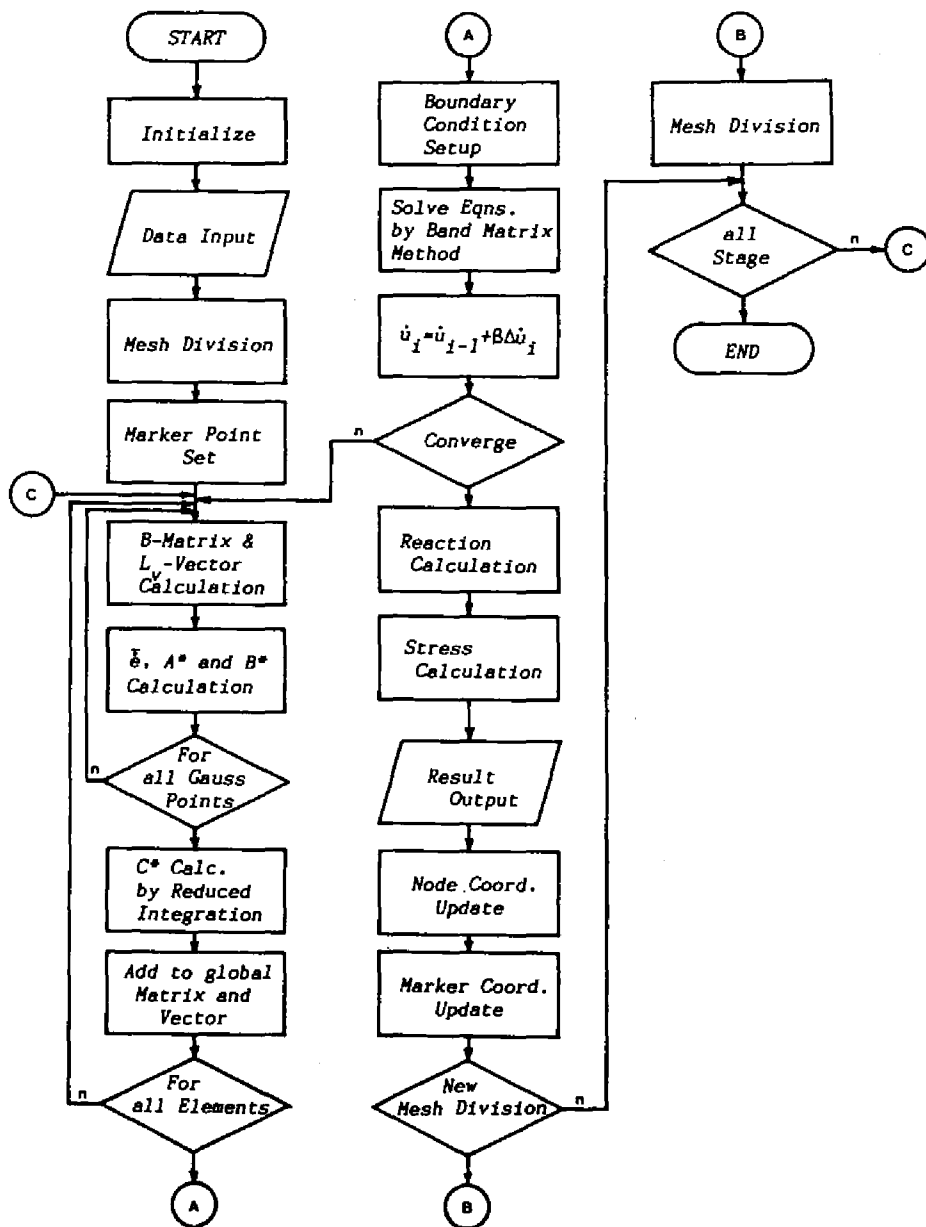 START
Initialize
Data Input
Mesh Division
Marker Point
Set
C
B-Matrix &
Lv-Vector
Calculation
ė̄, A* and B*
Calculation
For
all Gauss
Points
n
C* Calc.
by Reduced
Integration
Add to global
Matrix and
Vector
For
all Elements
n
A
A
Boundary
Condition
Setup
Solve Eqns.
by Band Matrix
Method
u̇i=u̇i-1+βΔu̇i
Converge
n
Reaction
Calculation
Stress
Calculation
Result
Output
Node Coord.
Update
Marker Coord.
Update
New
Mesh Division
n
B
B
Mesh Division
all
Stage
n
C
END